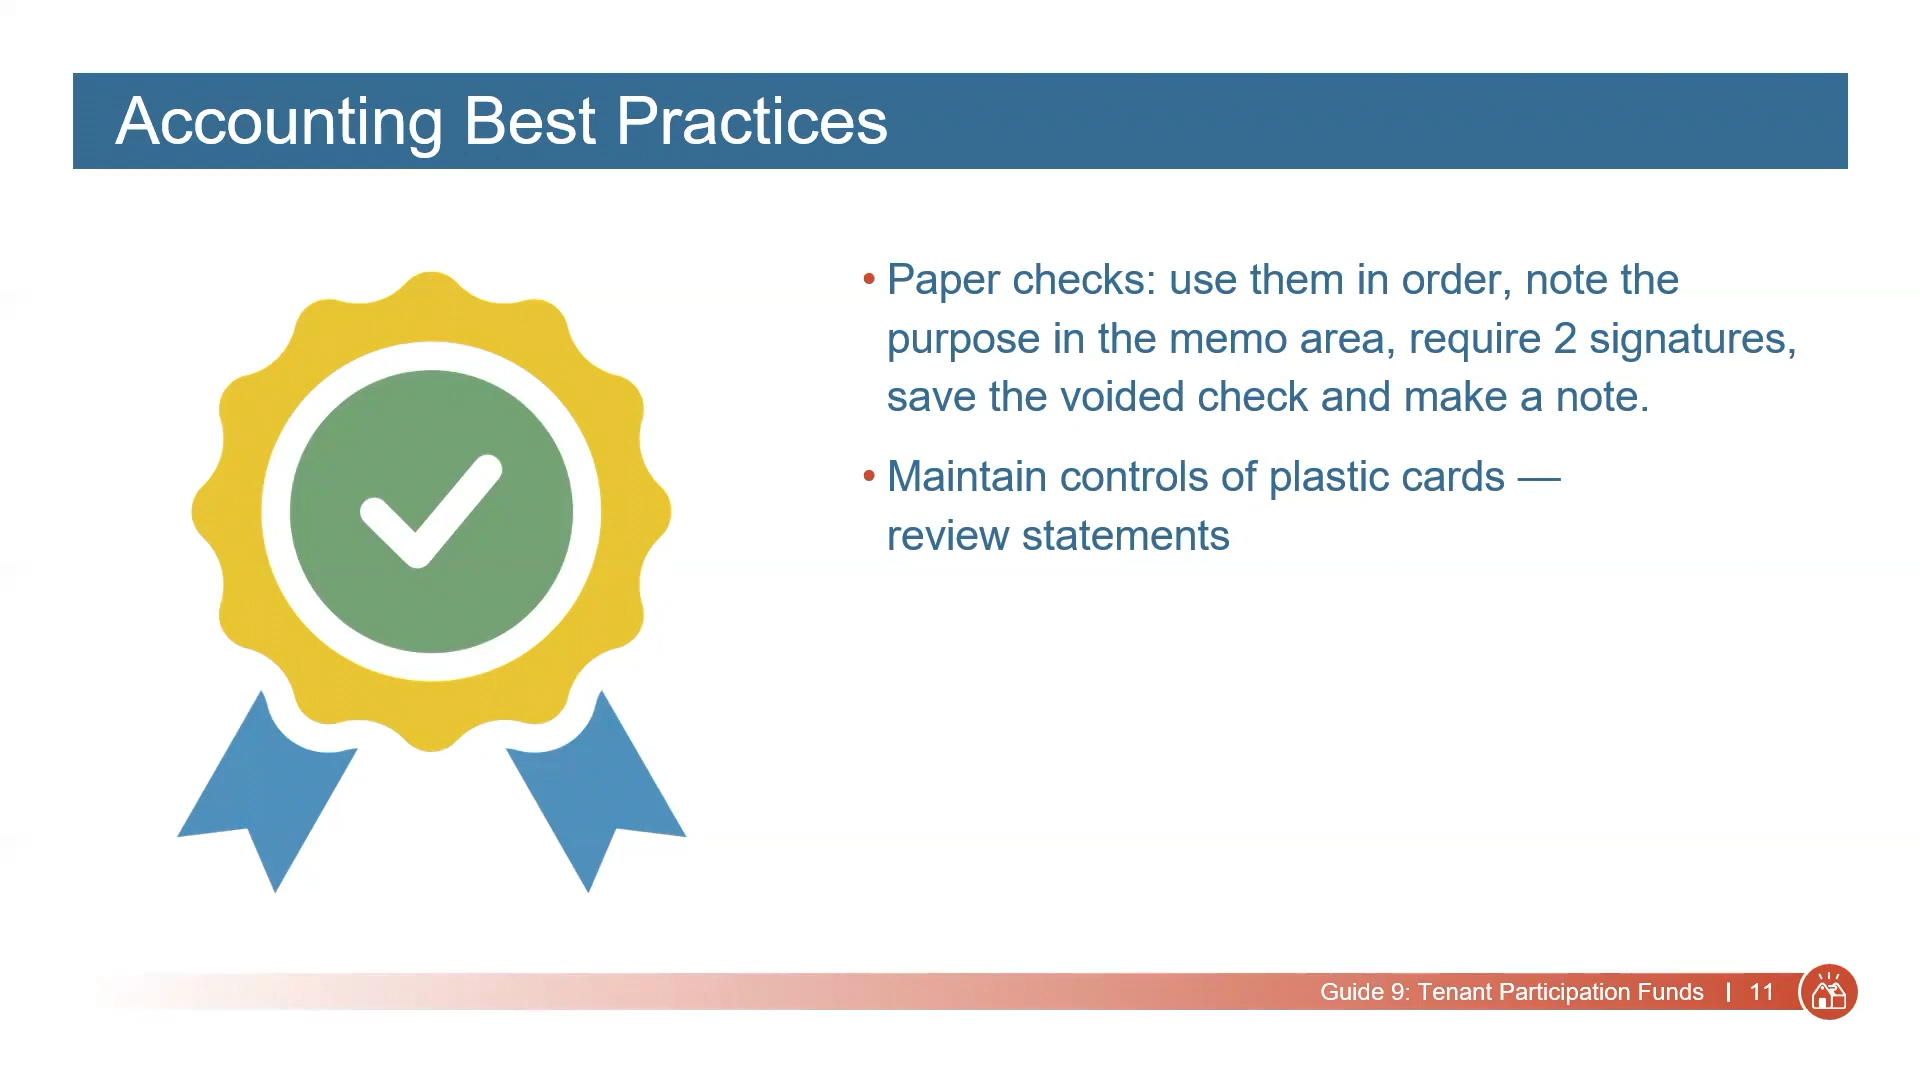 Accounting Best Practices
• Paper checks: use them in order, note the
purpose in the memo area, require 2 signatures,
save the voided check and make a note.
• Maintain controls of plastic cards —
review statements
Guide 9: Tenant Participation Funds | 11